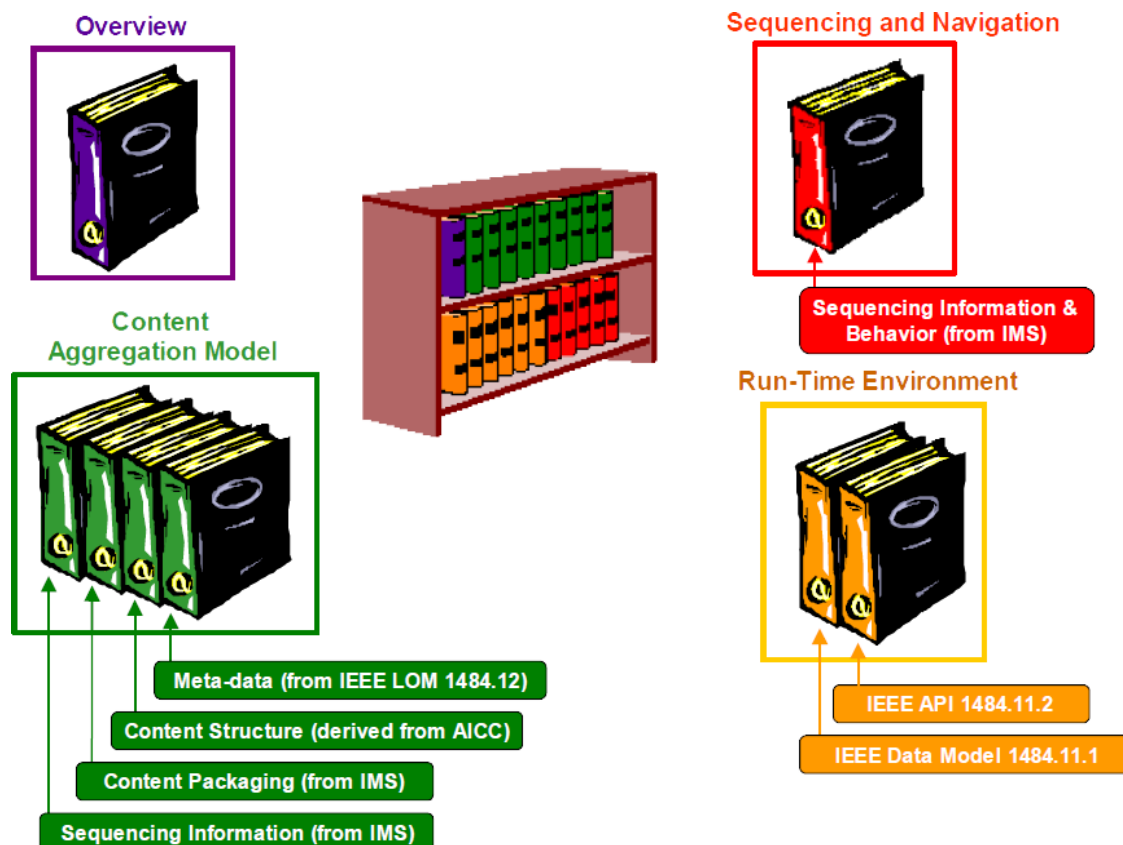 Overview
Sequencing and Navigation
Sequencing Information &
Behavior (from IMS)
Content
Aggregation Model
Run-Time Environment
Meta-data (from IEEE LOM 1484.12)
Content Structure (derived from AICC)
Content Packaging (from IMS)
Sequencing Information (from IMS)
IEEE API 1484.11.2
IEEE Data Model 1484.11.1